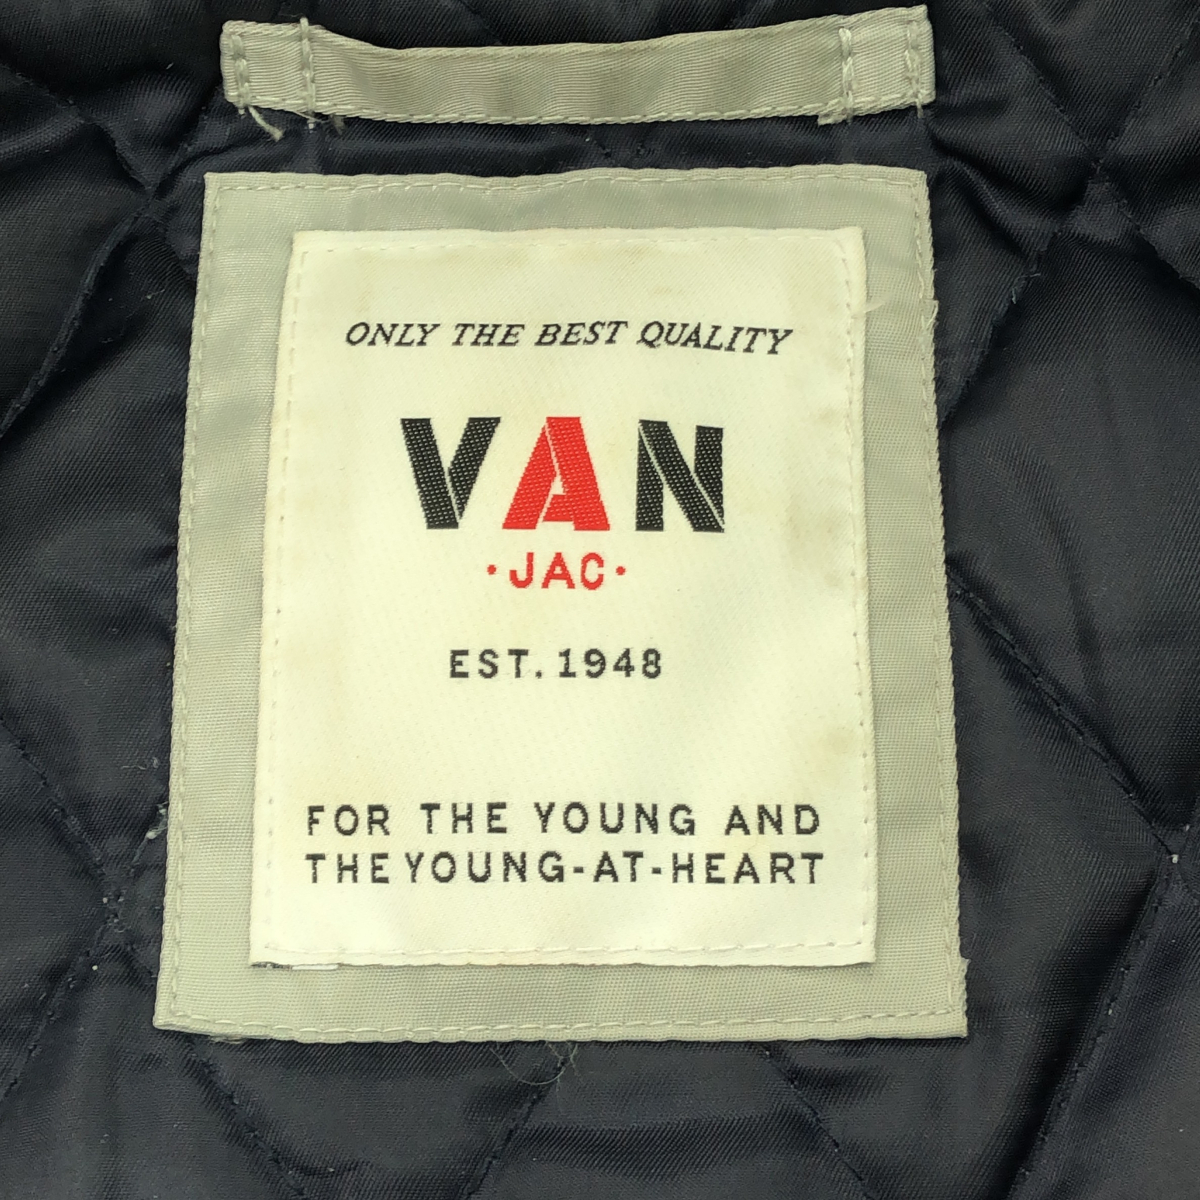 ONLY THE BEST QUALITY
VAN
·JAC·
EST. 1948
FOR THE YOUNG AND
THE YOUNG-AT-HEART